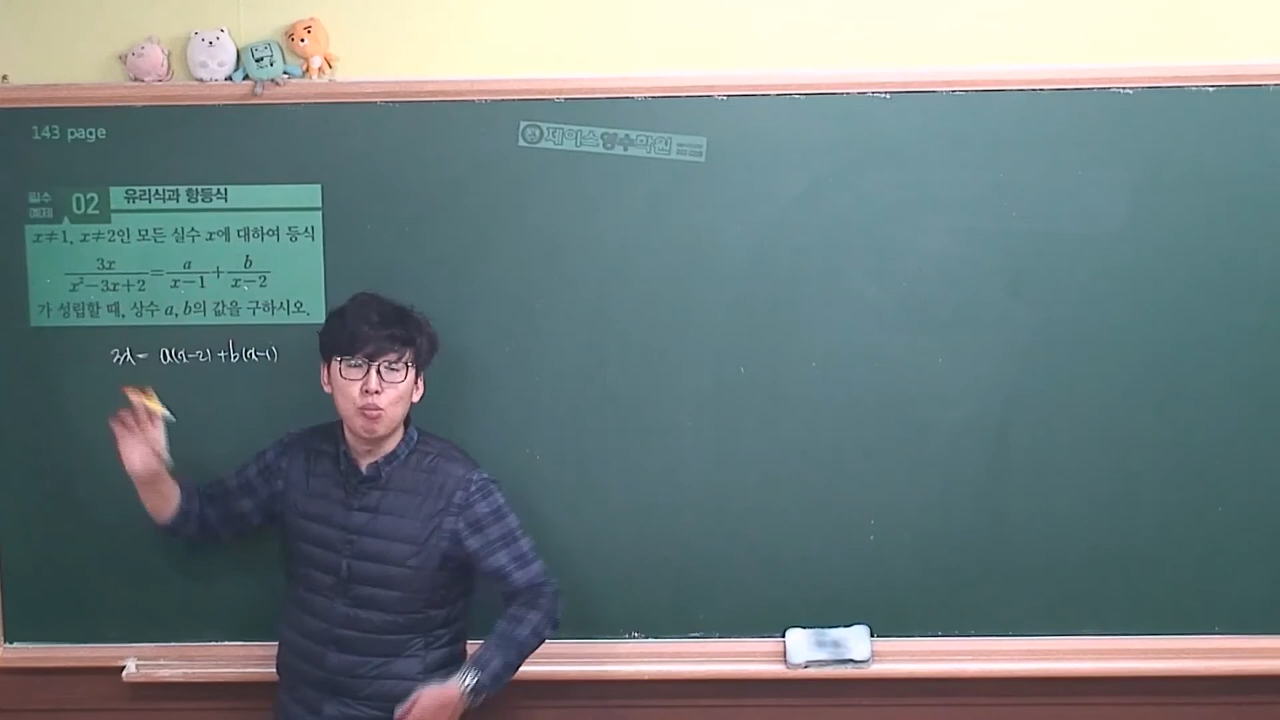 143 page
제이스영수학원
필수 예제 02 유리식과 항등식
x≠1, x≠2인 모든 실수 x에 대하여 등식
3x/(x²−3x+2)=a/(x−1)+b/(x−2)
가 성립할 때, 상수 a, b의 값을 구하시오.
3x= a(x-2)+b(x-1)